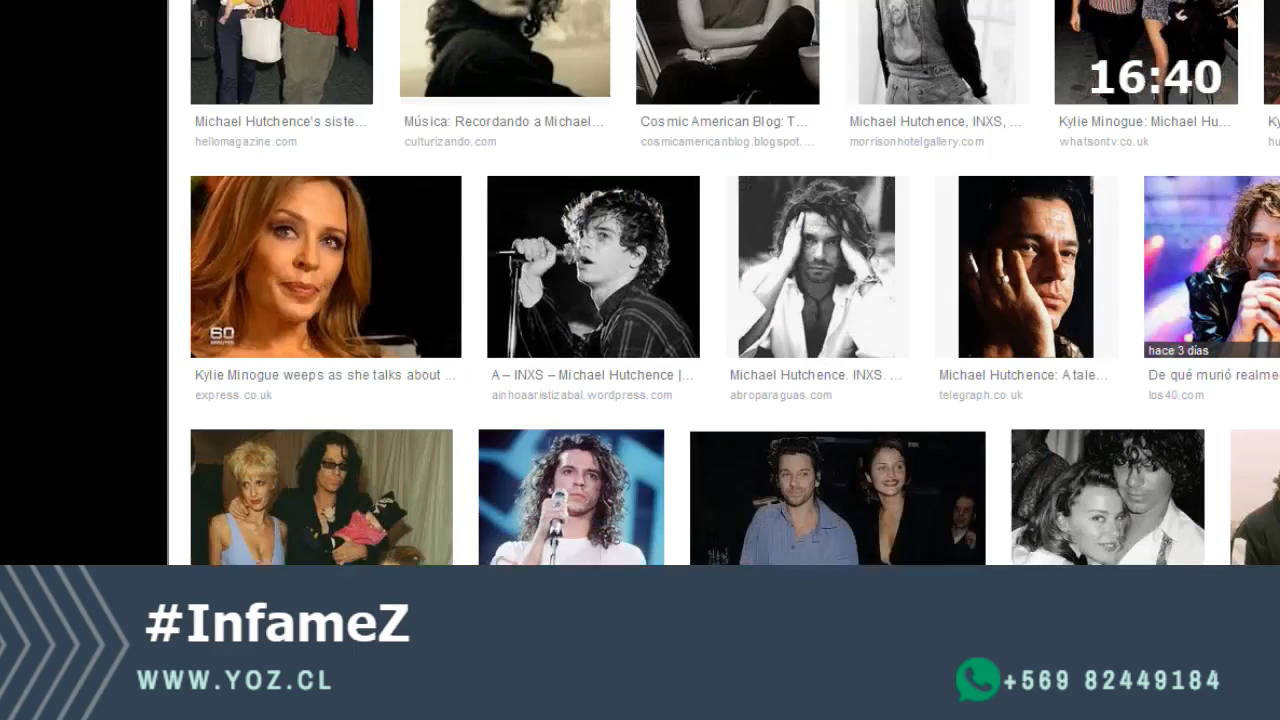 16:40
Michael Hutchence's siste...
Música: Recordando a Michael...
Cosmic American Blog: T...
Michael Hutchence, INXS, ...
Kylie Minogue: Michael Hu...
hellomagazine.com
culturizando.com
cosmicamericanblog.blogspot....
morrisonhotelgallery.com
whatsontv.co.uk
60
MINUTES
hace 3 días
Kylie Minogue weeps as she talks about ...
A – INXS – Michael Hutchence |...
Michael Hutchence. INXS. ...
Michael Hutchence: A tale...
De qué murió realme
express.co.uk
ainhoaaristizabal.wordpress.com
abroparaguas.com
telegraph.co.uk
los40.com
#InfameZ
WWW.YOZ.CL
+569 82449184